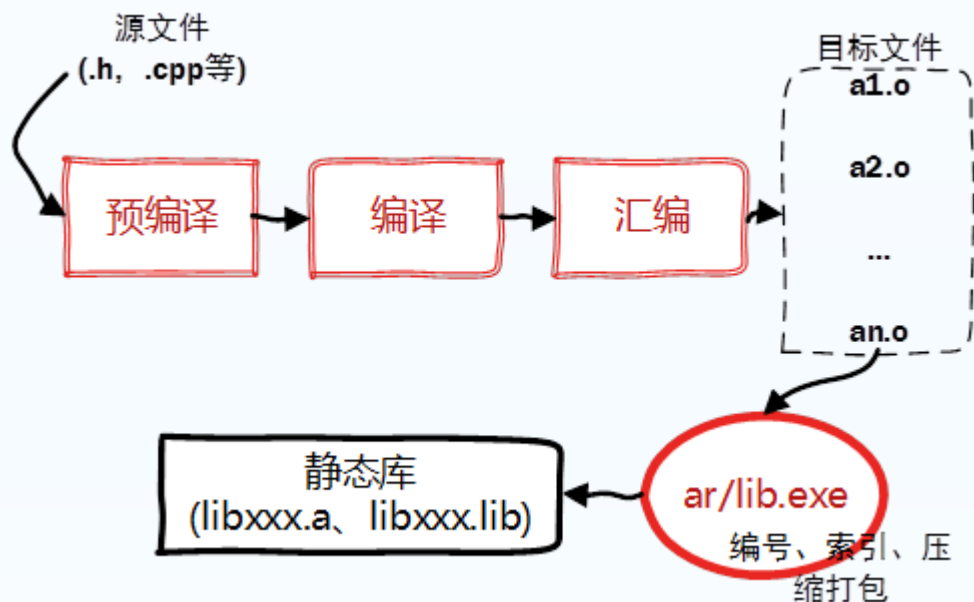 源文件
(.h，.cpp等)
目标文件
a1.o
预编译
编译
汇编
a2.o
...
an.o
静态库
(libxxx.a、libxxx.lib)
ar/lib.exe
编号、索引、压
缩打包